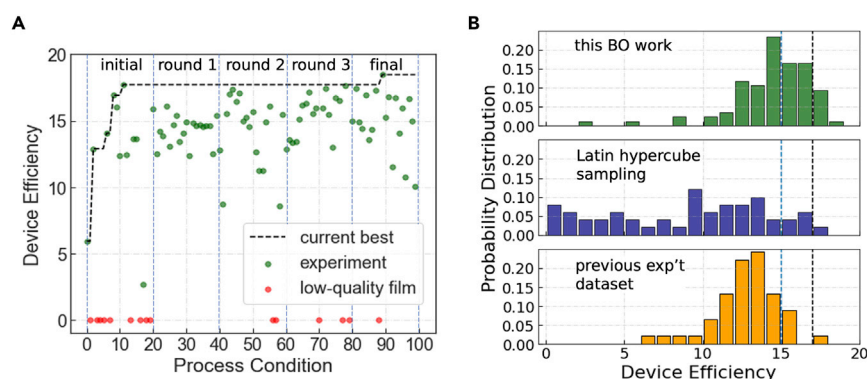 A
initial round 1 round 2 round 3 final
20
15
10
5
0
Device Efficiency
current best
experiment
low-quality film
0 10 20 30 40 50 60 70 80 90 100
Process Condition
B
this BO work
0.20
0.15
0.10
0.05
0.00
Latin hypercube
sampling
0.20
0.15
0.10
0.05
0.00
previous exp't
dataset
0.20
0.15
0.10
0.05
0.00
Probability Distribution
0 5 10 15 20
Device Efficiency